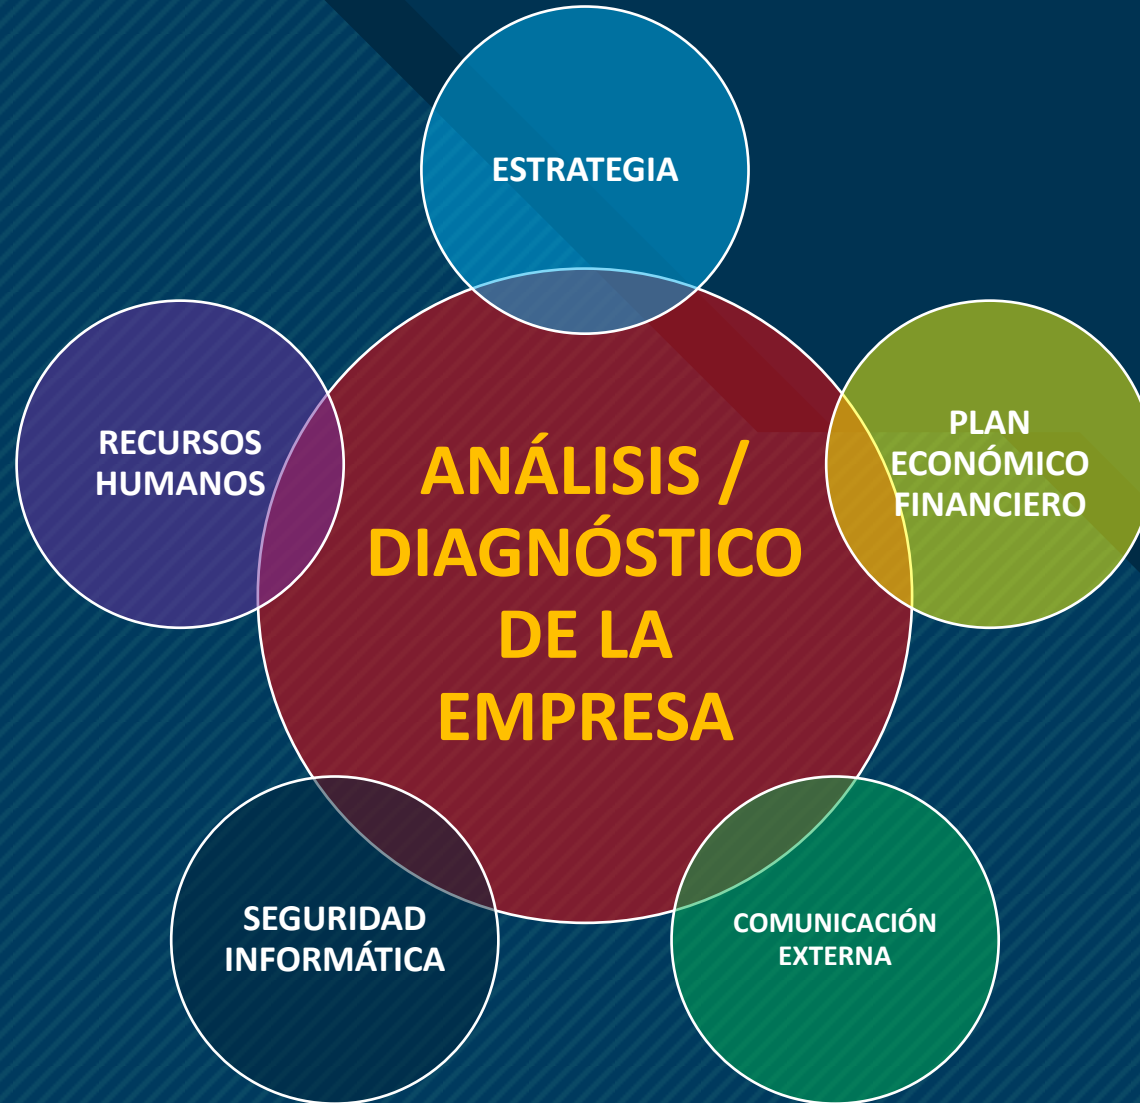 ESTRATEGIA
RECURSOS
HUMANOS
ANÁLISIS /
DIAGNÓSTICO
DE LA
EMPRESA
PLAN
ECONÓMICO
FINANCIERO
SEGURIDAD
INFORMÁTICA
COMUNICACIÓN
EXTERNA